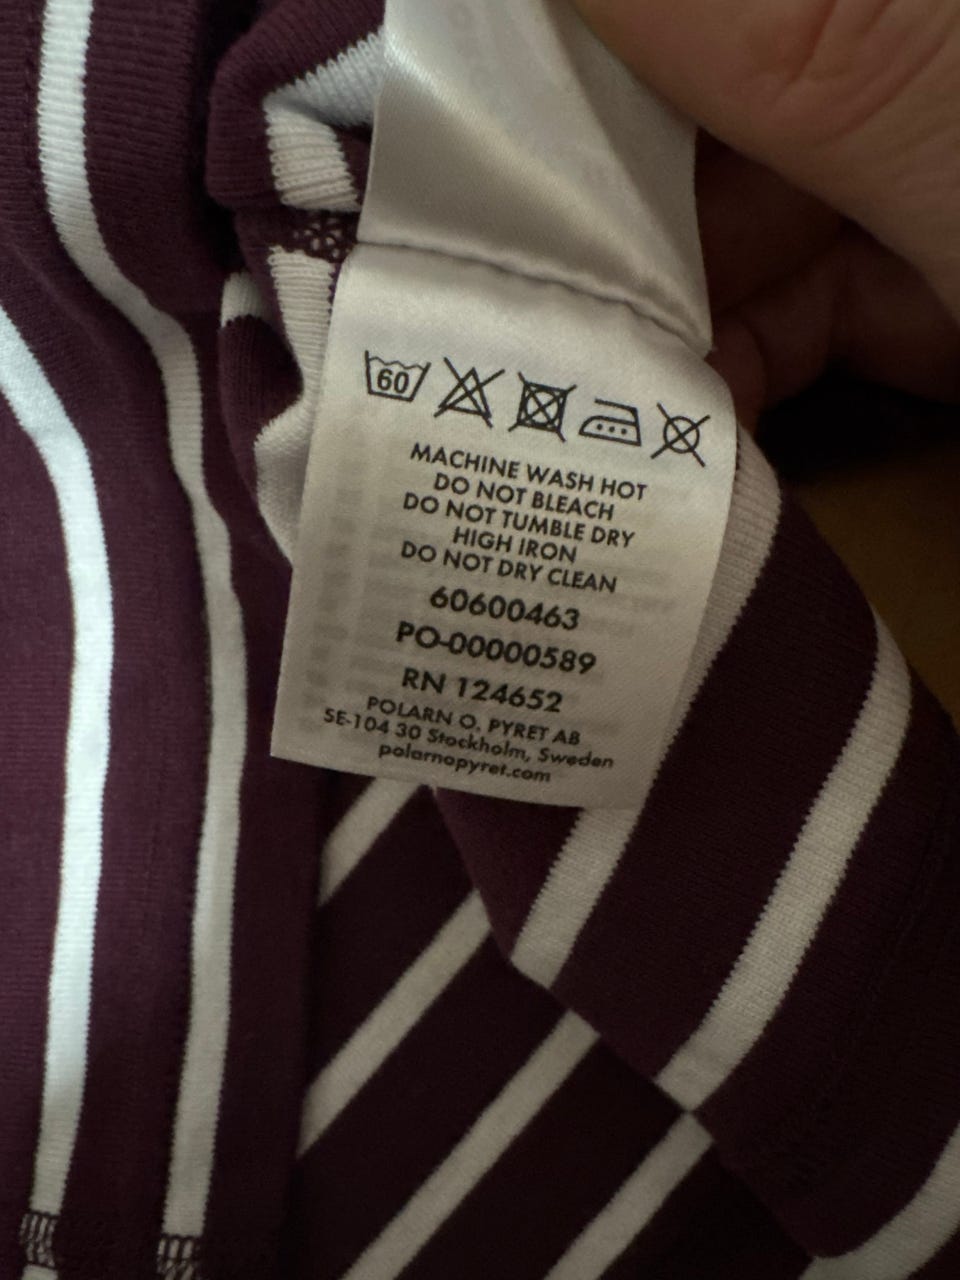 60
MACHINE WASH HOT
DO NOT BLEACH
DO NOT TUMBLE DRY
HIGH IRON
DO NOT DRY CLEAN
60600463
PO-00000589
RN 124652
POLARN O. PYRET AB
SE-104 30 Stockholm, Sweden
polarnopyret.com